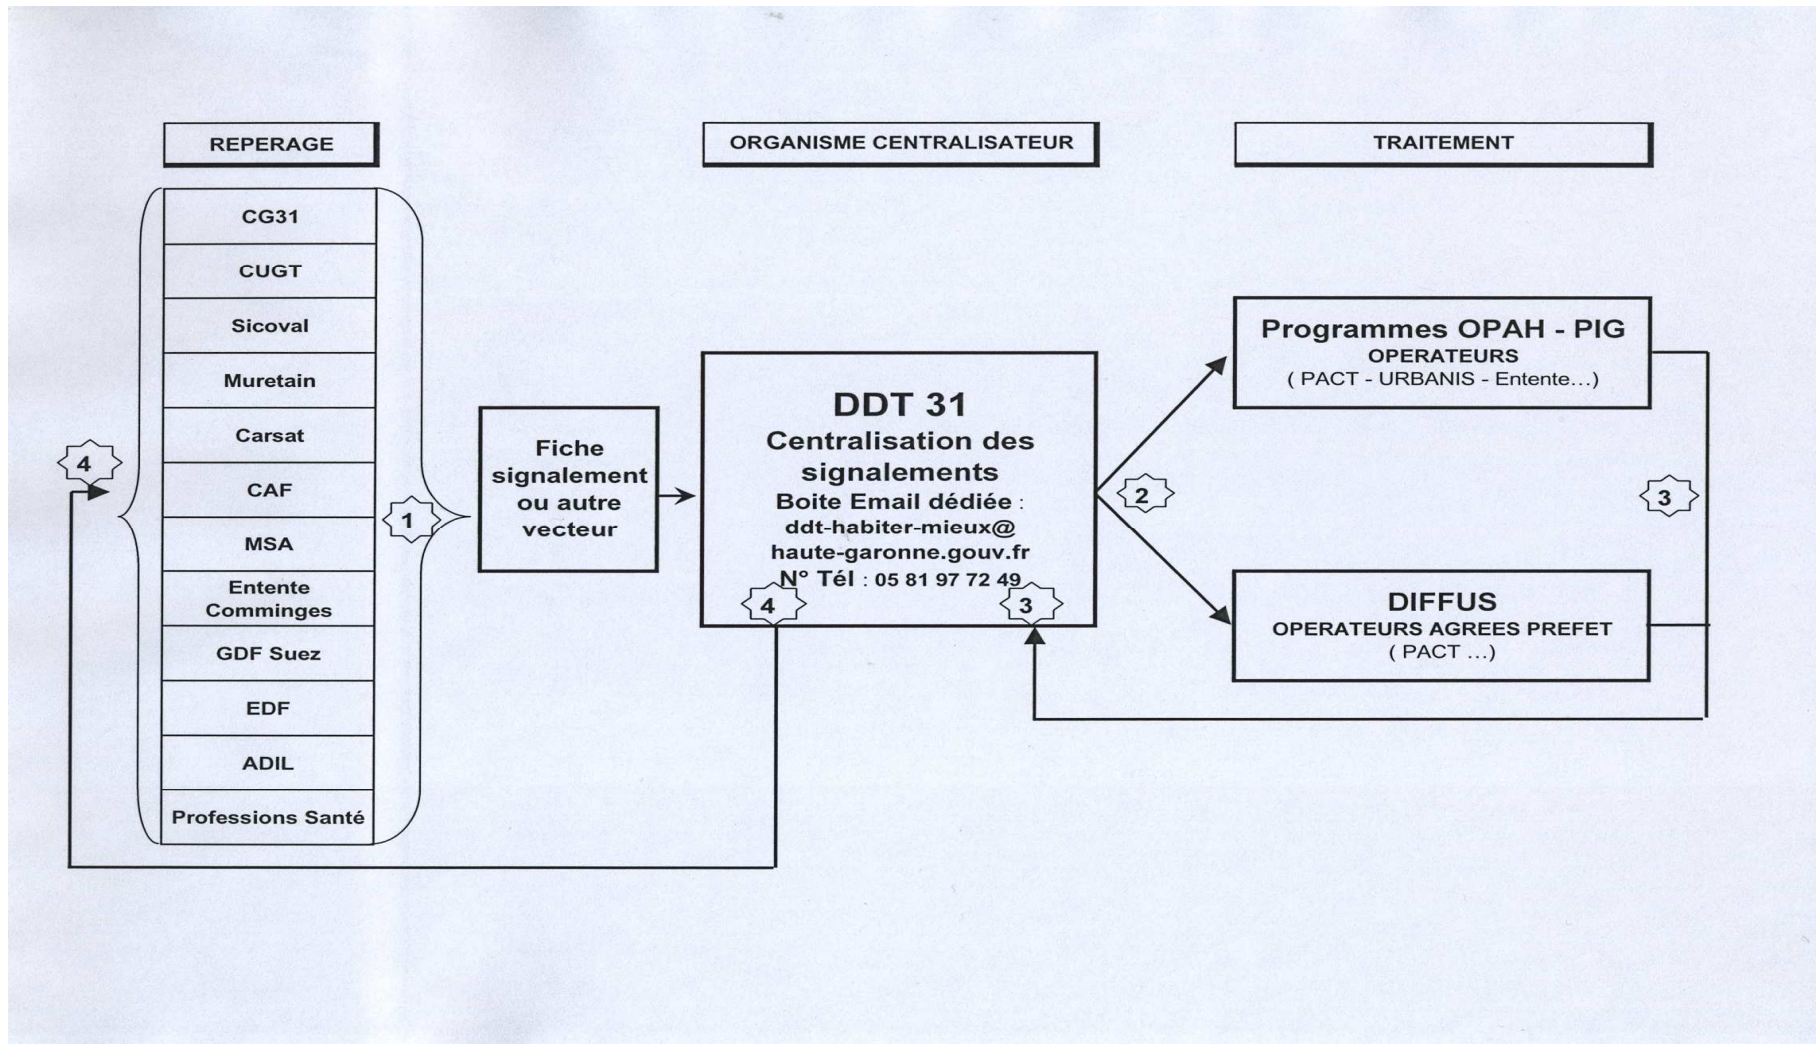 REPERAGE
ORGANISME CENTRALISATEUR
TRAITEMENT
CG31
CUGT
Sicoval
Muretain
Carsat
CAF
MSA
Entente
Comminges
GDF Suez
EDF
ADIL
Professions Santé
4
1
Fiche
signalement
ou autre
vecteur
DDT 31
Centralisation des
signalements
Boite Email dédiée :
ddt-habiter-mieux@
haute-garonne.gouv.fr
N° Tél : 05 81 97 72 49
4
3
2
Programmes OPAH - PIG
OPERATEURS
( PACT - URBANIS - Entente...)
3
DIFFUS
OPERATEURS AGREES PREFET
( PACT ...)